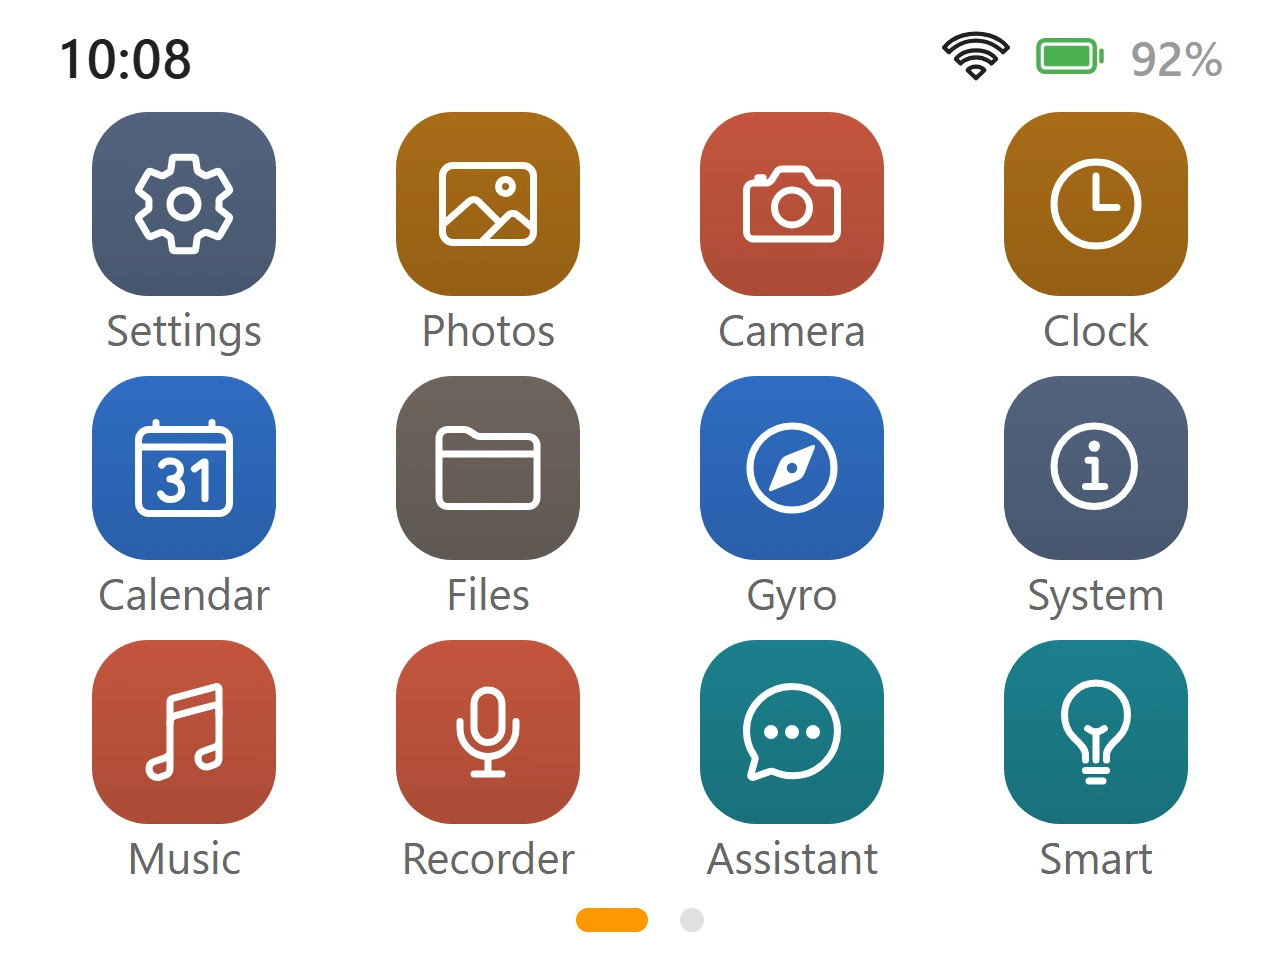 10:08 92%
Settings Photos Camera Clock
31
Calendar Files Gyro System
Music Recorder Assistant Smart